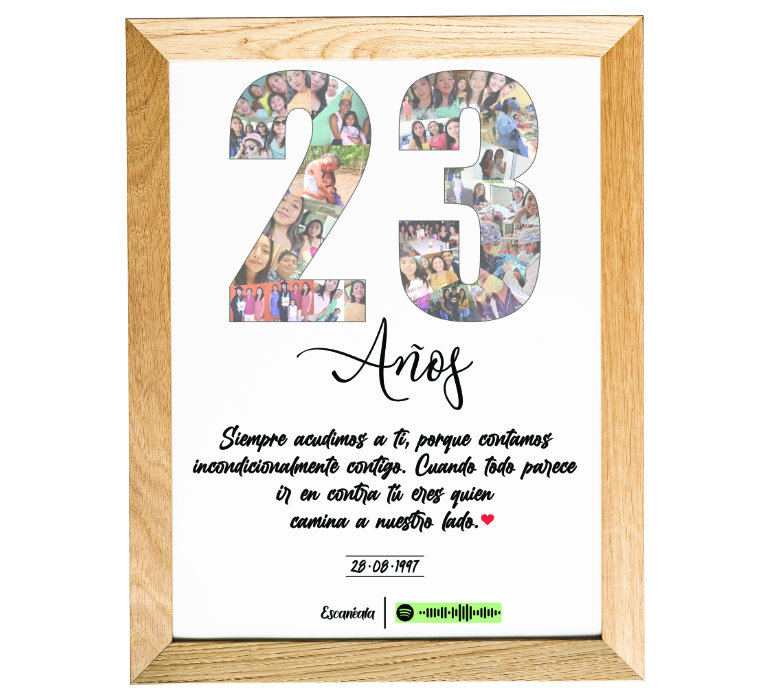 23
Años
Siempre acudimos a ti, porque contamos
incondicionalmente contigo. Cuando todo parece
ir en contra tú eres quien
camina a nuestro lado.
28·08·1997
Escanéala